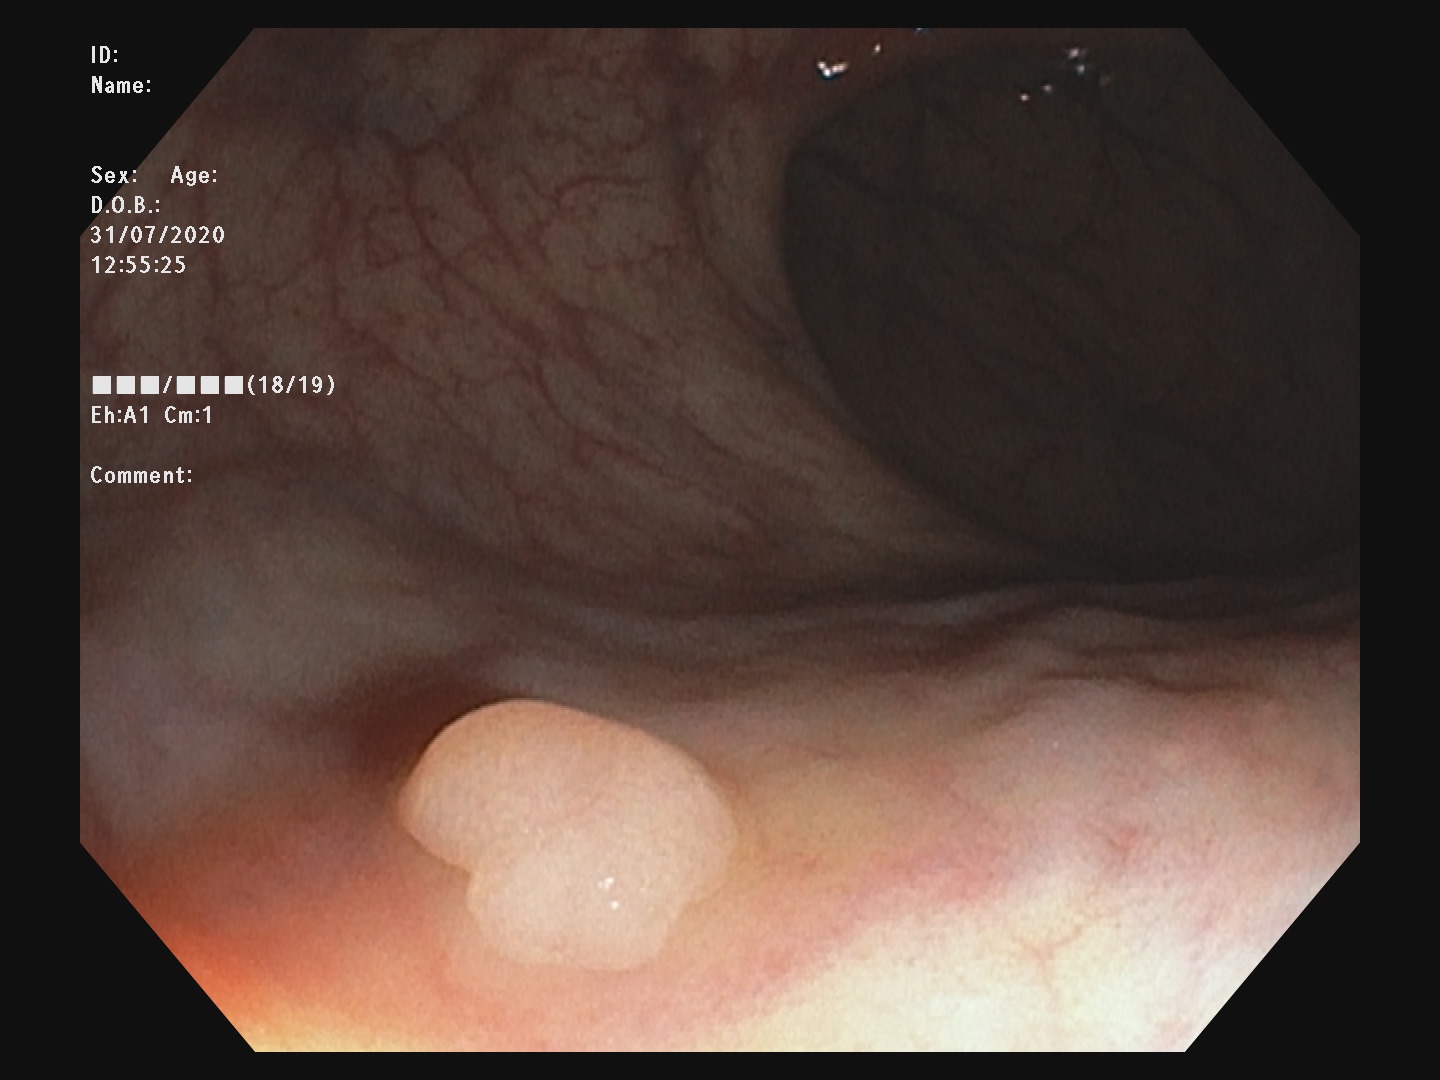 ID:
Name:
Sex: Age:
D.O.B.:
31/07/2020
12:55:25
■■■/■■■(18/19)
Eh:A1 Cm:1
Comment: